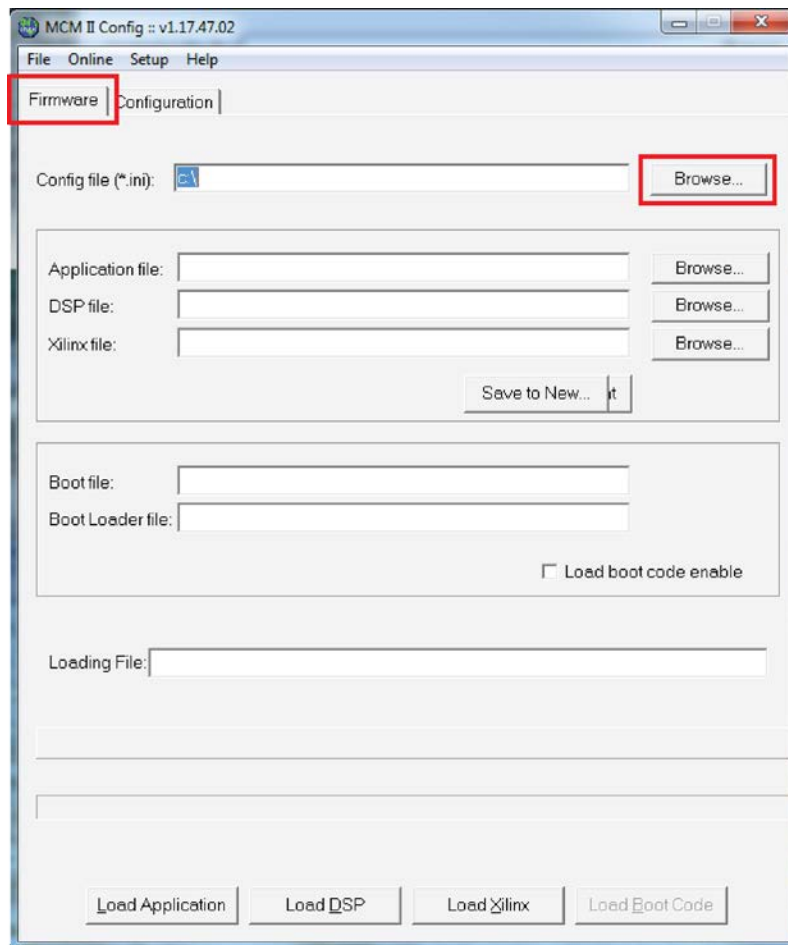 MCM II Config :: v1.17.47.02
File Online Setup Help
Firmware Configuration
Config file (*.ini): c:\ Browse...
Application file: Browse...
DSP file: Browse...
Xilinx file: Browse...
Save to New...
Boot file:
Boot Loader file:
Load boot code enable
Loading File:
Load Application Load DSP Load Xilinx Load Boot Code